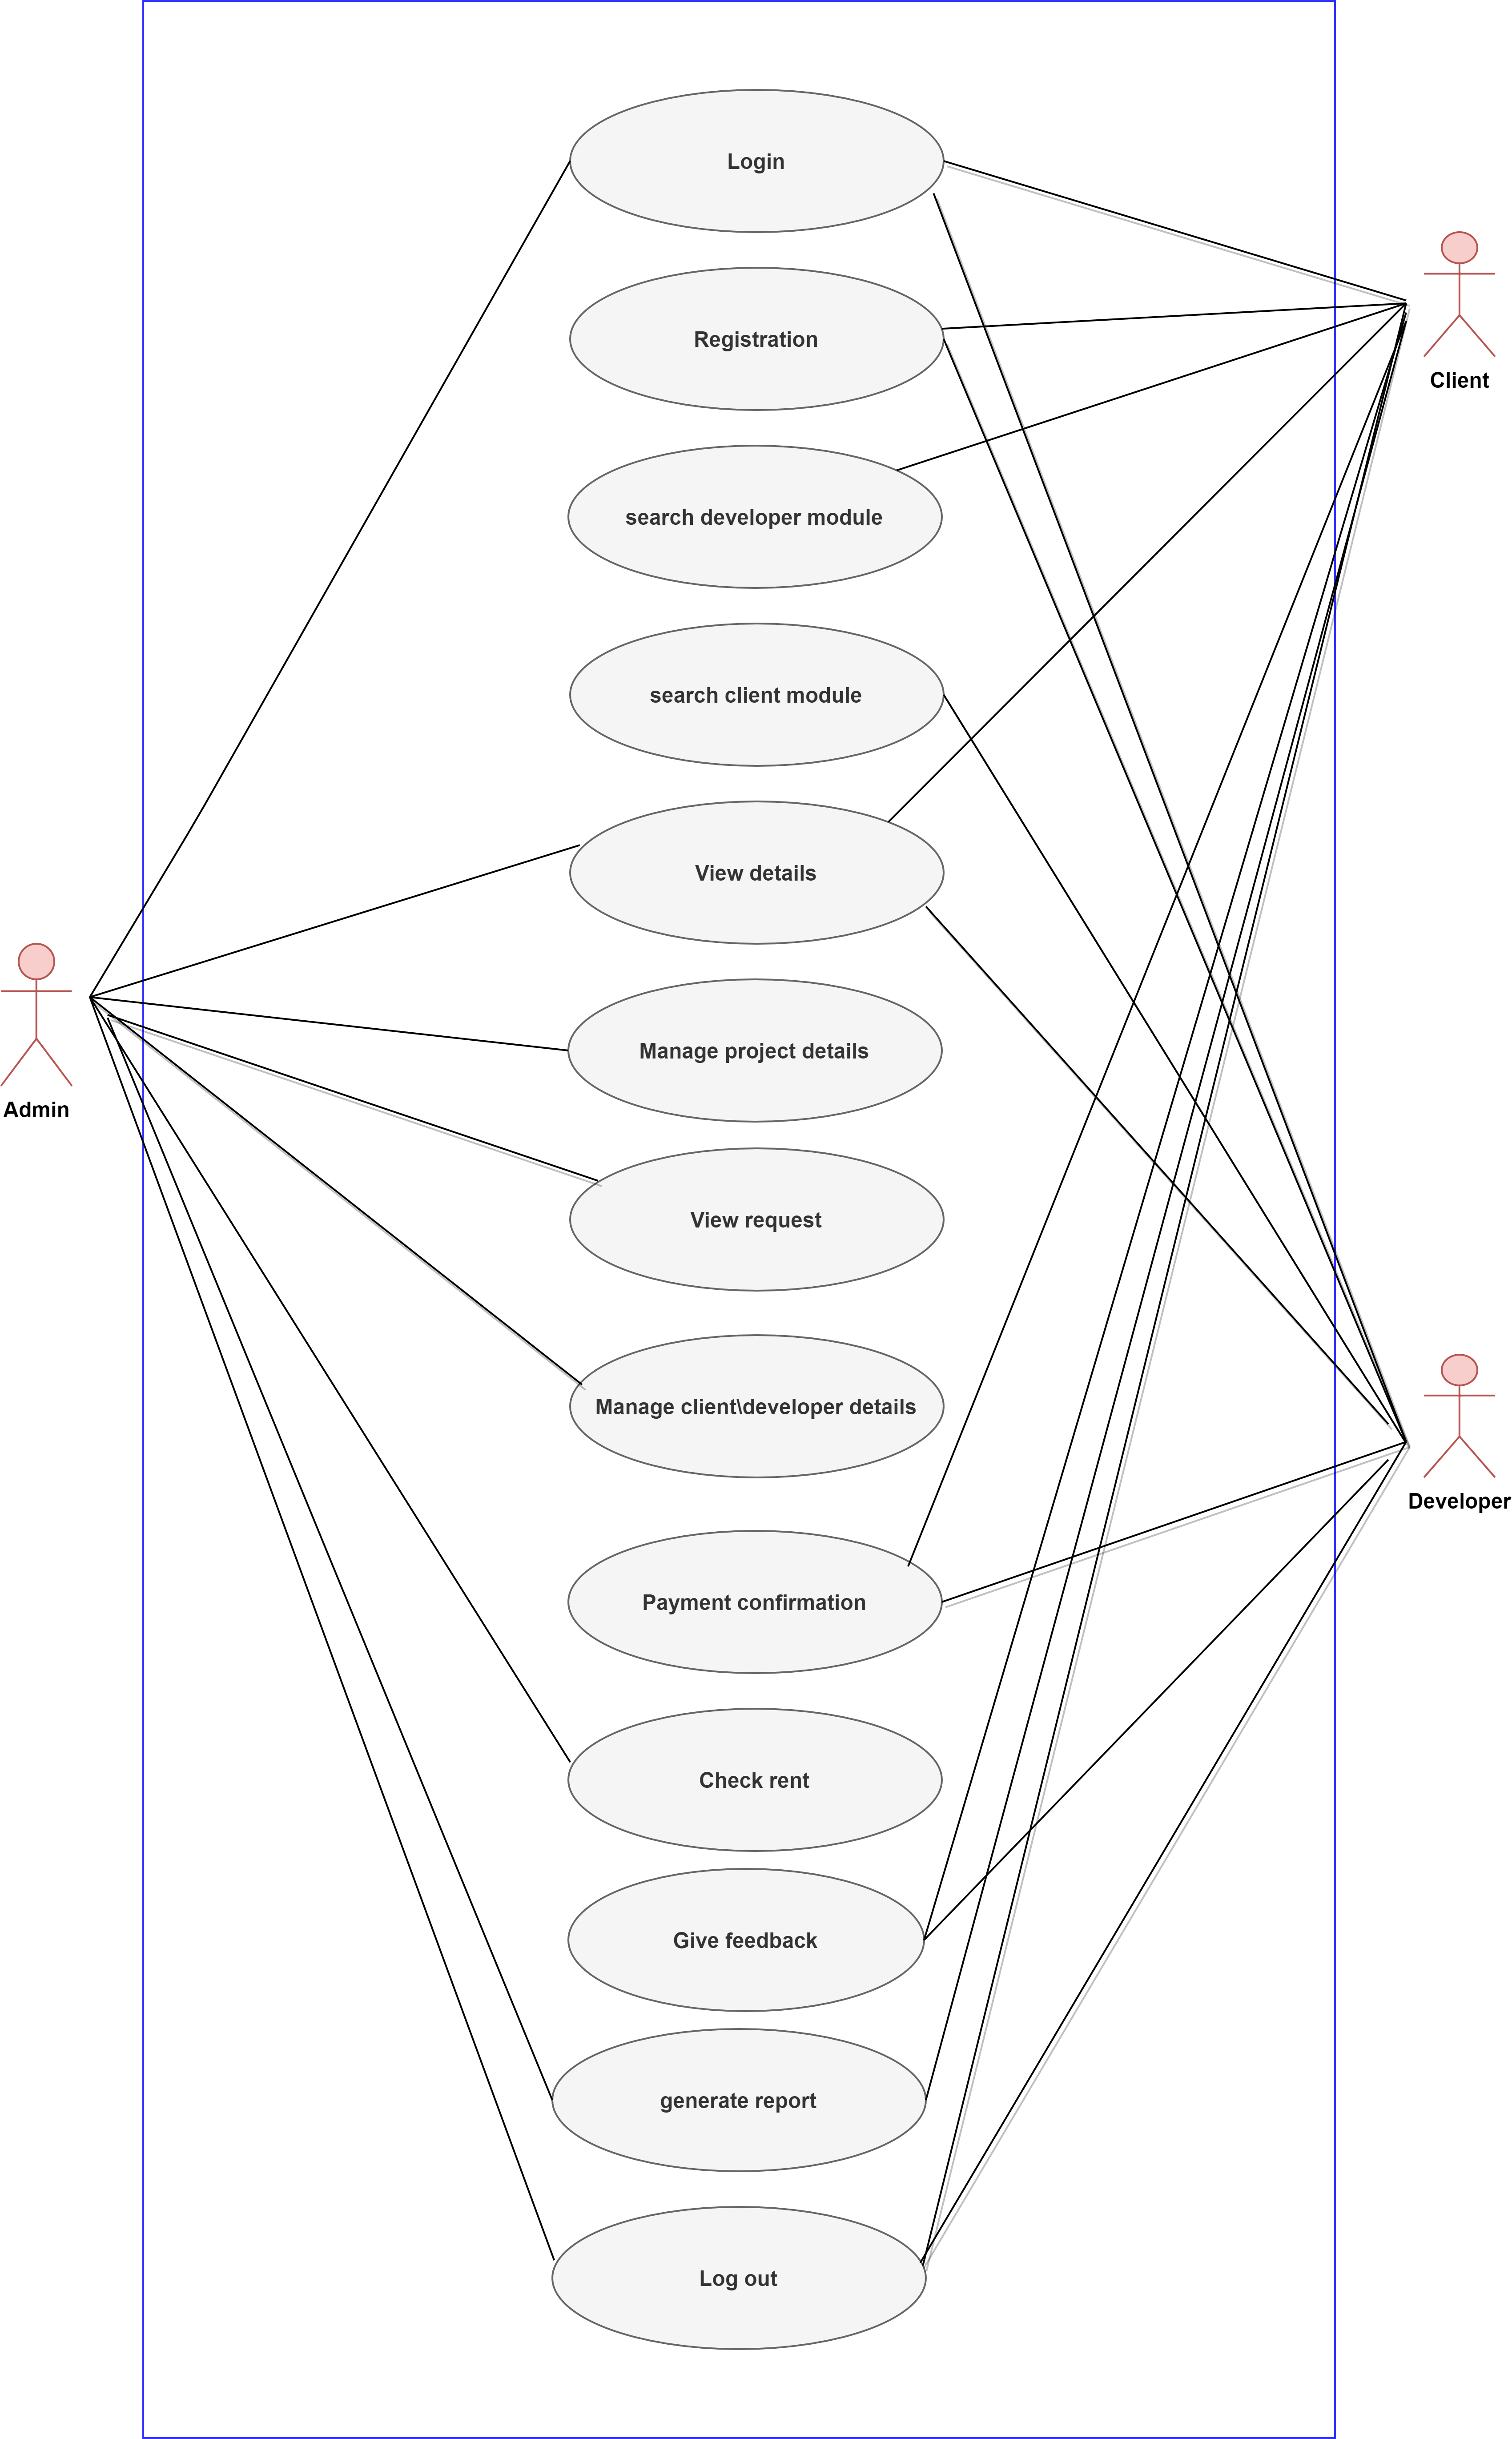 Login
Client
Registration
search developer module
search client module
View details
Manage project details
Admin
View request
Manage client\developer details
Developer
Payment confirmation
Check rent
Give feedback
generate report
Log out